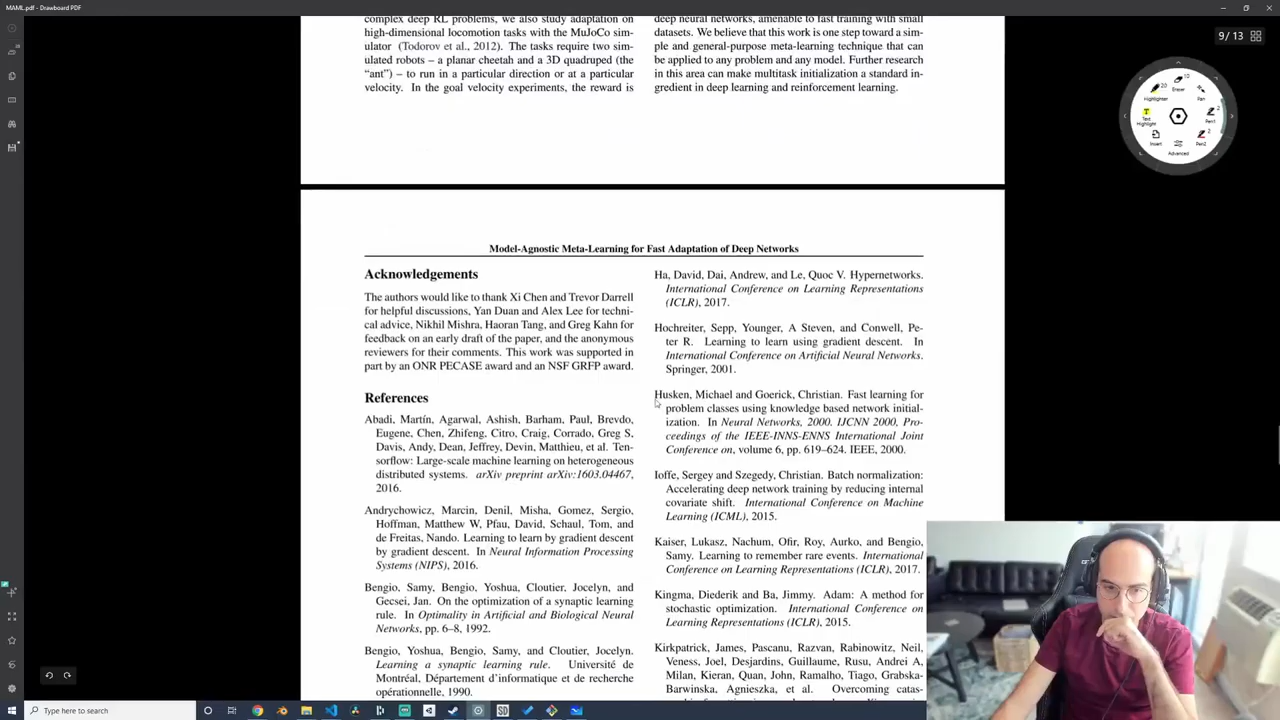 MAML.pdf - Drawboard PDF
9 / 13
complex deep RL problems, we also study adaptation on
high-dimensional locomotion tasks with the MuJoCo sim-
ulator (Todorov et al., 2012). The tasks require two sim-
ulated robots – a planar cheetah and a 3D quadruped (the
“ant”) – to run in a particular direction or at a particular
velocity. In the goal velocity experiments, the reward is
deep neural networks, amenable to fast training with small
datasets. We believe that this work is one step toward a sim-
ple and general-purpose meta-learning technique that can
be applied to any problem and any model. Further research
in this area can make multitask initialization a standard in-
gredient in deep learning and reinforcement learning.
Highlighter
20
Eraser
10
Pen
Text
Highlight
Pen1
2
Insert
Pen2
2
Advanced
Model-Agnostic Meta-Learning for Fast Adaptation of Deep Networks
Acknowledgements
The authors would like to thank Xi Chen and Trevor Darrell
for helpful discussions, Yan Duan and Alex Lee for techni-
cal advice, Nikhil Mishra, Haoran Tang, and Greg Kahn for
feedback on an early draft of the paper, and the anonymous
reviewers for their comments. This work was supported in
part by an ONR PECASE award and an NSF GRFP award.
References
Abadi, Martín, Agarwal, Ashish, Barham, Paul, Brevdo,
Eugene, Chen, Zhifeng, Citro, Craig, Corrado, Greg S,
Davis, Andy, Dean, Jeffrey, Devin, Matthieu, et al. Ten-
sorflow: Large-scale machine learning on heterogeneous
distributed systems. arXiv preprint arXiv:1603.04467,
2016.
Andrychowicz, Marcin, Denil, Misha, Gomez, Sergio,
Hoffman, Matthew W, Pfau, David, Schaul, Tom, and
de Freitas, Nando. Learning to learn by gradient descent
by gradient descent. In Neural Information Processing
Systems (NIPS), 2016.
Bengio, Samy, Bengio, Yoshua, Cloutier, Jocelyn, and
Gecsei, Jan. On the optimization of a synaptic learning
rule. In Optimality in Artificial and Biological Neural
Networks, pp. 6–8, 1992.
Bengio, Yoshua, Bengio, Samy, and Cloutier, Jocelyn.
Learning a synaptic learning rule. Université de
Montréal, Département d’informatique et de recherche
opérationnelle, 1990.
Ha, David, Dai, Andrew, and Le, Quoc V. Hypernetworks.
International Conference on Learning Representations
(ICLR), 2017.
Hochreiter, Sepp, Younger, A Steven, and Conwell, Pe-
ter R. Learning to learn using gradient descent. In
International Conference on Artificial Neural Networks.
Springer, 2001.
Husken, Michael and Goerick, Christian. Fast learning for
problem classes using knowledge based network initial-
ization. In Neural Networks, 2000. IJCNN 2000, Pro-
ceedings of the IEEE-INNS-ENNS International Joint
Conference on, volume 6, pp. 619–624. IEEE, 2000.
Ioffe, Sergey and Szegedy, Christian. Batch normalization:
Accelerating deep network training by reducing internal
covariate shift. International Conference on Machine
Learning (ICML), 2015.
Kaiser, Lukasz, Nachum, Ofir, Roy, Aurko, and Bengio,
Samy. Learning to remember rare events. International
Conference on Learning Representations (ICLR), 2017.
Kingma, Diederik and Ba, Jimmy. Adam: A method for
stochastic optimization. International Conference on
Learning Representations (ICLR), 2015.
Kirkpatrick, James, Pascanu, Razvan, Rabinowitz, Neil,
Veness, Joel, Desjardins, Guillaume, Rusu, Andrei A,
Milan, Kieran, Quan, John, Ramalho, Tiago, Grabska-
Barwinska, Agnieszka, et al. Overcoming catas-
Type here to search
SD